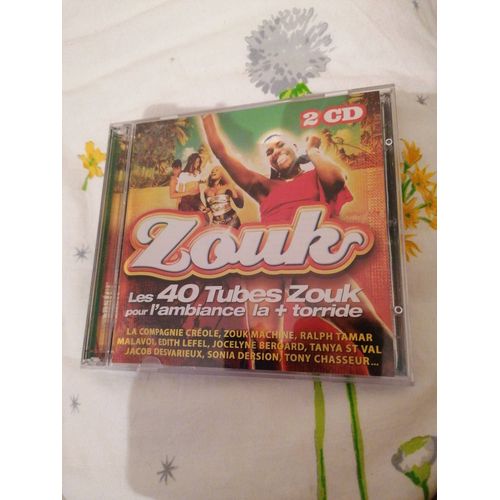 2 CD
Zouk
Les 40 Tubes Zouk
pour l'ambiance la + torride
LA COMPAGNIE CRÉOLE, ZOUK MACHINE, RALPH TAMAR
MALAVOI, EDITH LEFEL, JOCELYNE BEROARD, TANYA ST VAL
JACOB DESVARIEUX, SONIA DERSION, TONY CHASSEUR...